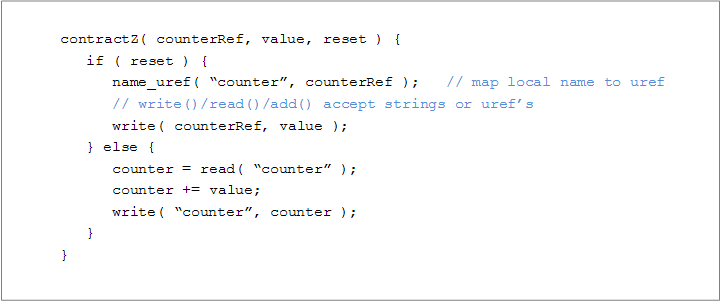 contractZ( counterRef, value, reset ) {
if ( reset ) {
name_uref( “counter”, counterRef );   // map local name to uref
// write()/read()/add() accept strings or uref’s
write( counterRef, value );
} else {
counter = read( “counter” );
counter += value;
write( “counter”, counter );
}
}